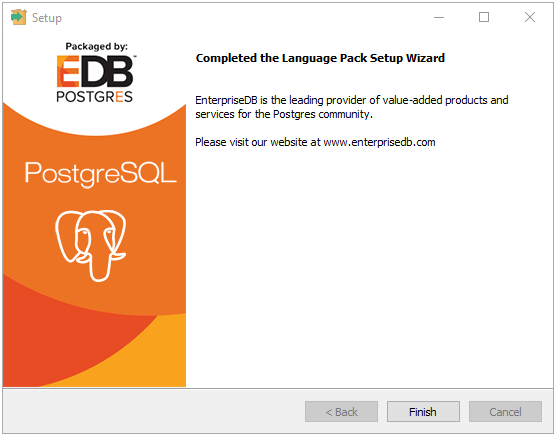 Setup
Packaged by:
EDB
POSTGRES
PostgreSQL
Completed the Language Pack Setup Wizard
EnterpriseDB is the leading provider of value-added products and
services for the Postgres community.
Please visit our website at www.enterprisedb.com
< Back
Finish
Cancel